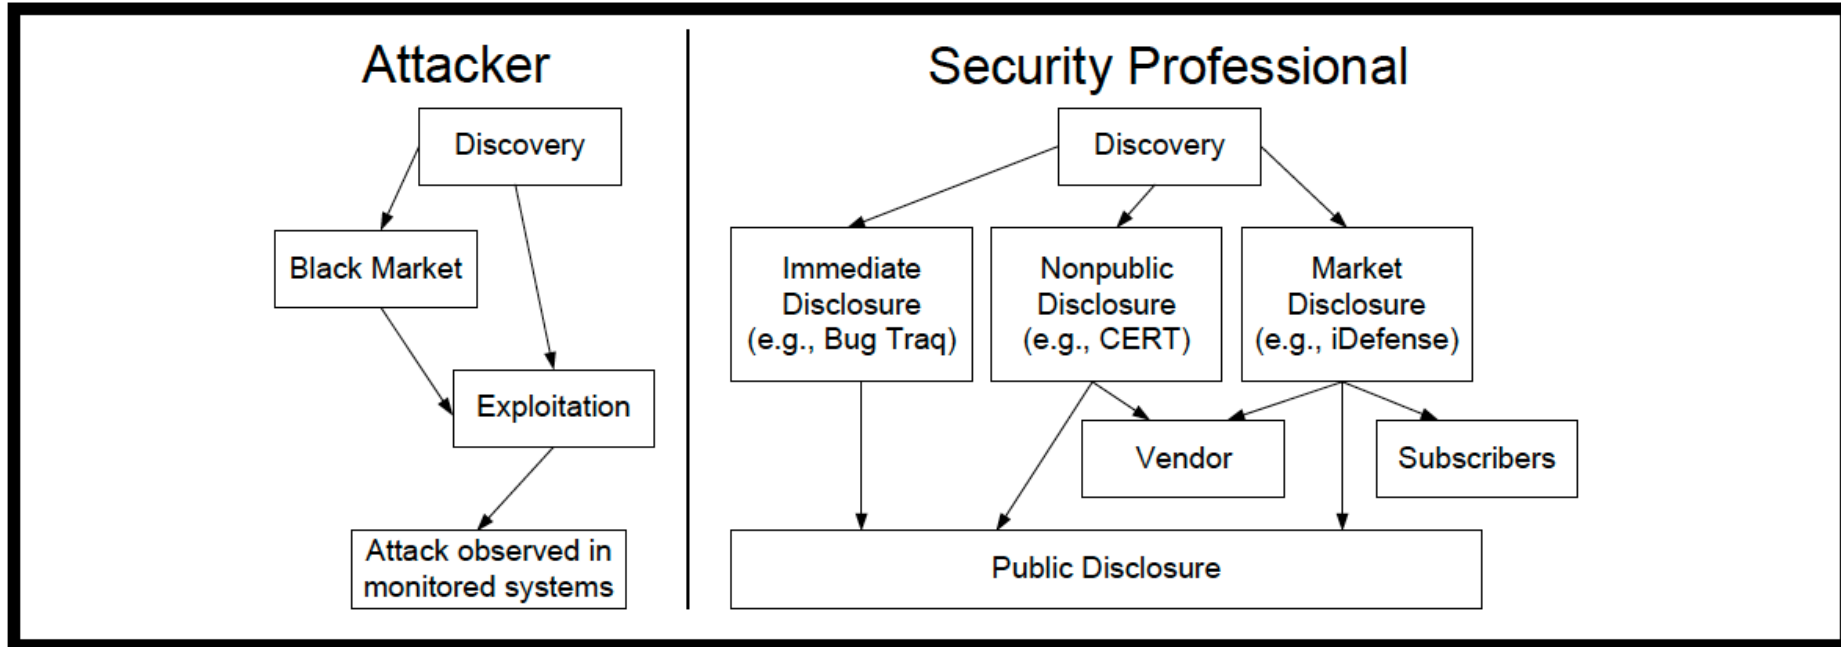 Attacker
Discovery
Black Market
Exploitation
Attack observed in
monitored systems
Security Professional
Discovery
Immediate
Disclosure
(e.g., Bug Traq)
Nonpublic
Disclosure
(e.g., CERT)
Market
Disclosure
(e.g., iDefense)
Vendor
Subscribers
Public Disclosure